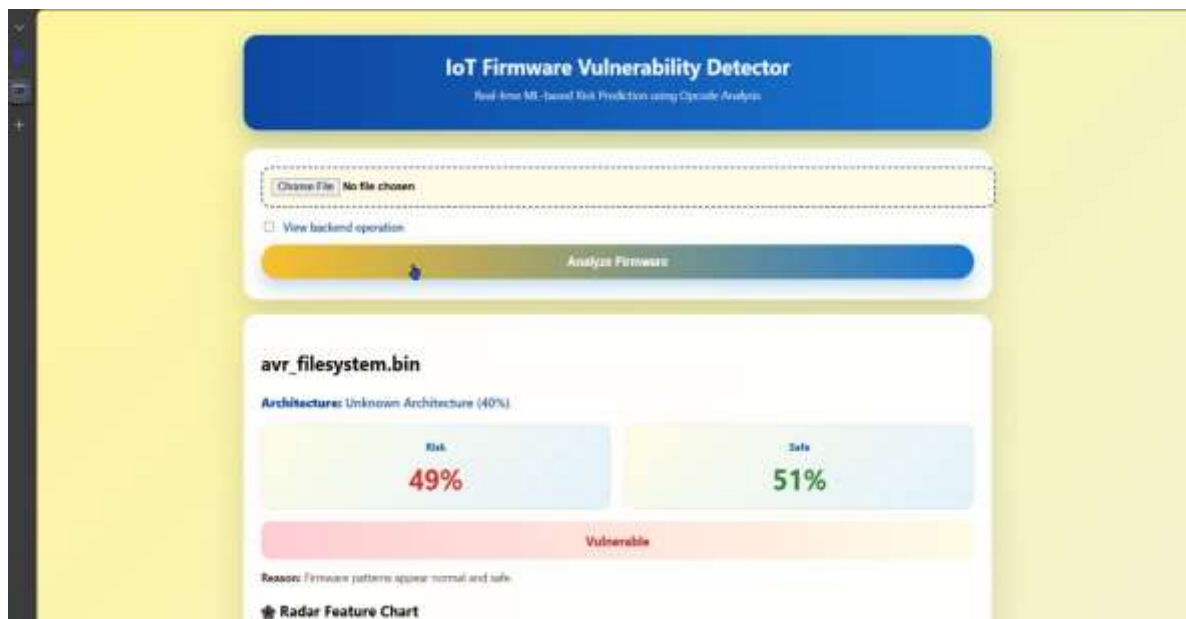 IoT Firmware Vulnerability Detector
Real-time ML-based Risk Prediction using Opcode Analysis
Choose File No file chosen
View backend operation
Analyze Firmware
avr_filesystem.bin
Architecture: Unknown Architecture (40%)
Risk
49%
Safe
51%
Vulnerable
Reason: Firmware patterns appear normal and safe.
Radar Feature Chart